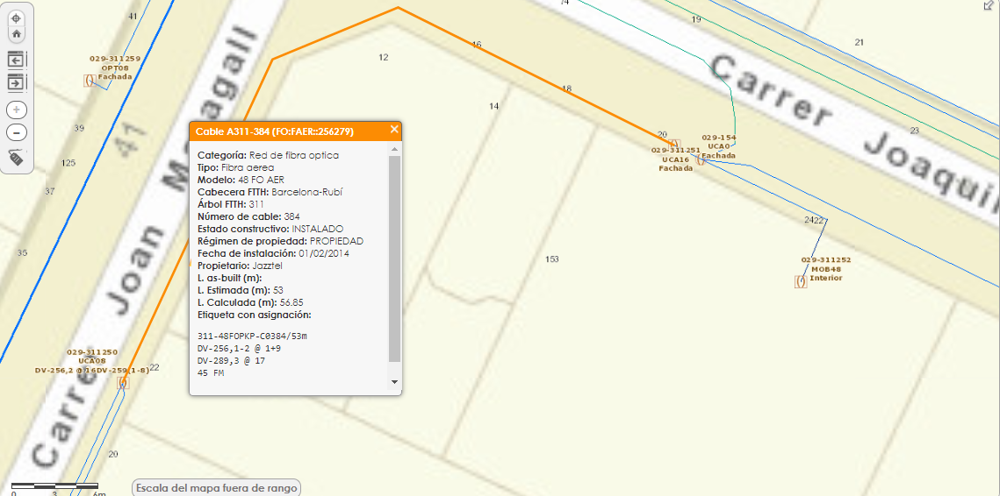 74
41
19
21
16
12
18
14
Carrer Joaquii
029-311259
OPT08
Fachada
39
41
125
37
35
23
20
029-154
UCA0
Fachada
029-311251
UCA16
Fachada
2422
029-311252
MOB48
Interior
153
Carrer Joan M agall
Cable A311-384 (FO:FAER::256279)
Categoría: Red de fibra optica
Tipo: Fibra aerea
Modelo: 48 FO AER
Cabecera FTTH: Barcelona-Rubí
Árbol FTTH: 311
Número de cable: 384
Estado constructivo: INSTALADO
Régimen de propiedad: PROPIEDAD
Fecha de instalación: 01/02/2014
Propietario: Jazztel
L. as-built (m):
L. Estimada (m): 53
L. Calculada (m): 56.85
Etiqueta con asignación:
311-48FOPKP-C0384/53m
DV-256,1-2 @ 1+9
DV-289,3 @ 17
45 FM
029-311250
UCA08
DV-256,2 @ 16DV-259(1-8)
22
20
0 3 6m
Escala del mapa fuera de rango